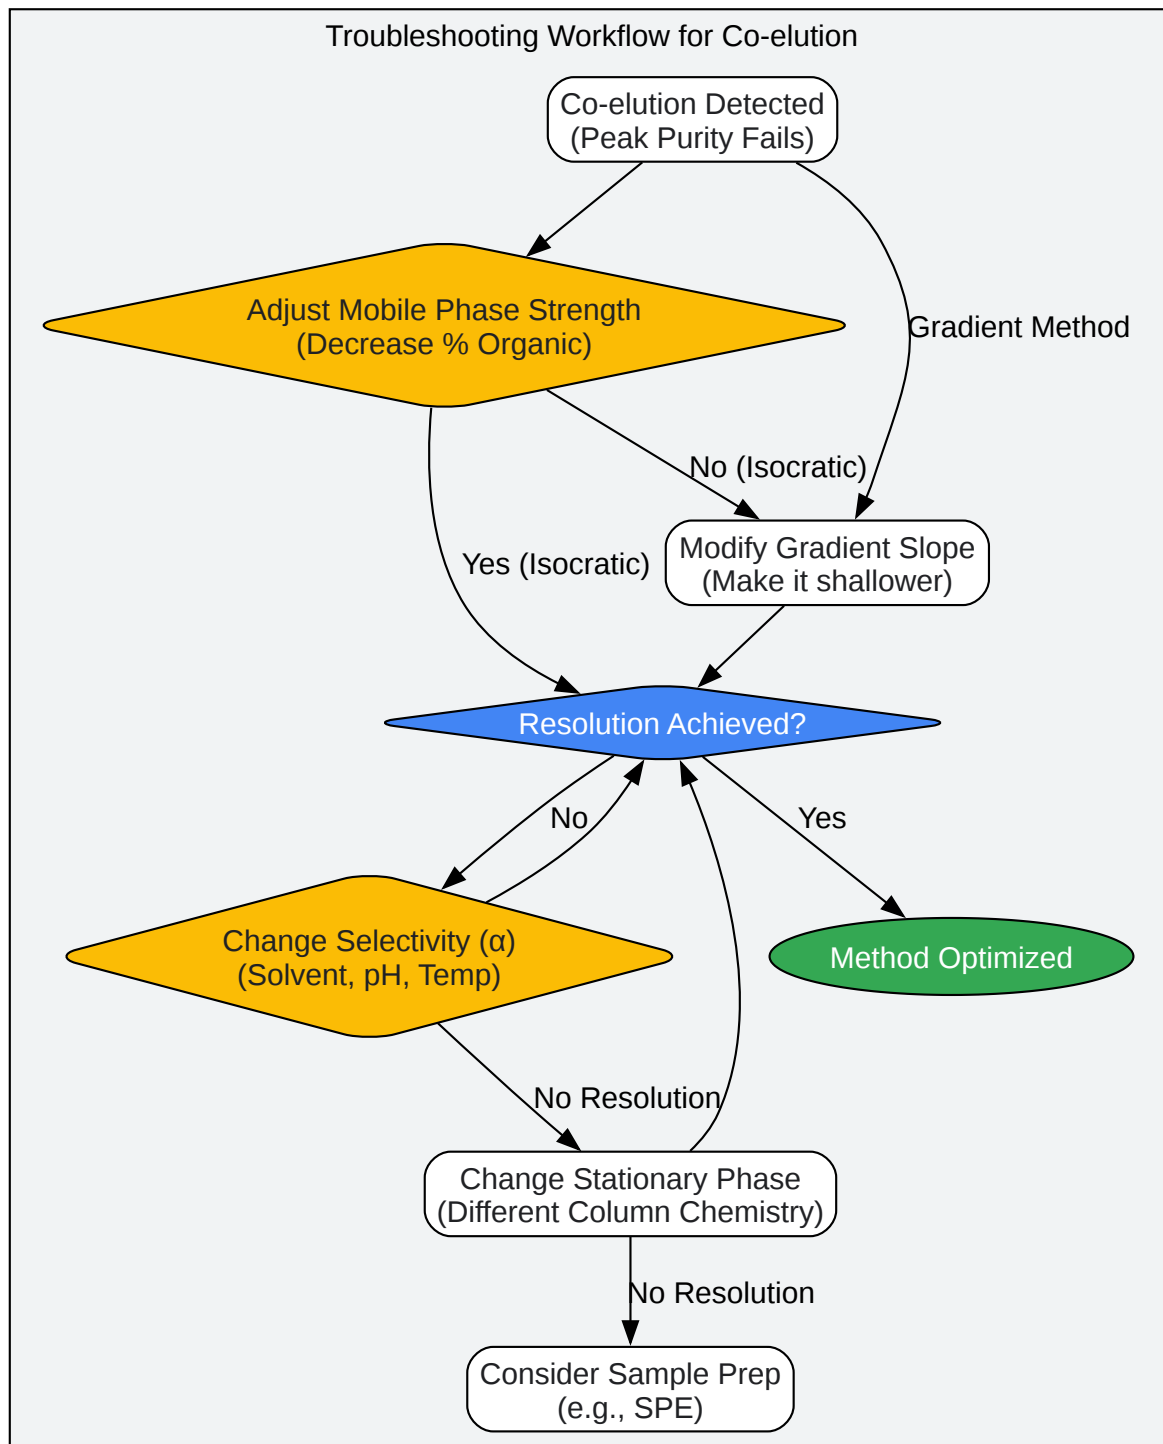 Troubleshooting Workflow for Co-elution
Co-elution Detected
(Peak Purity Fails)
Adjust Mobile Phase Strength
(Decrease % Organic)
Gradient Method
No (Isocratic)
Yes (Isocratic)
Modify Gradient Slope
(Make it shallower)
Resolution Achieved?
No
Yes
Change Selectivity (α)
(Solvent, pH, Temp)
Method Optimized
No Resolution
Change Stationary Phase
(Different Column Chemistry)
No Resolution
Consider Sample Prep
(e.g., SPE)